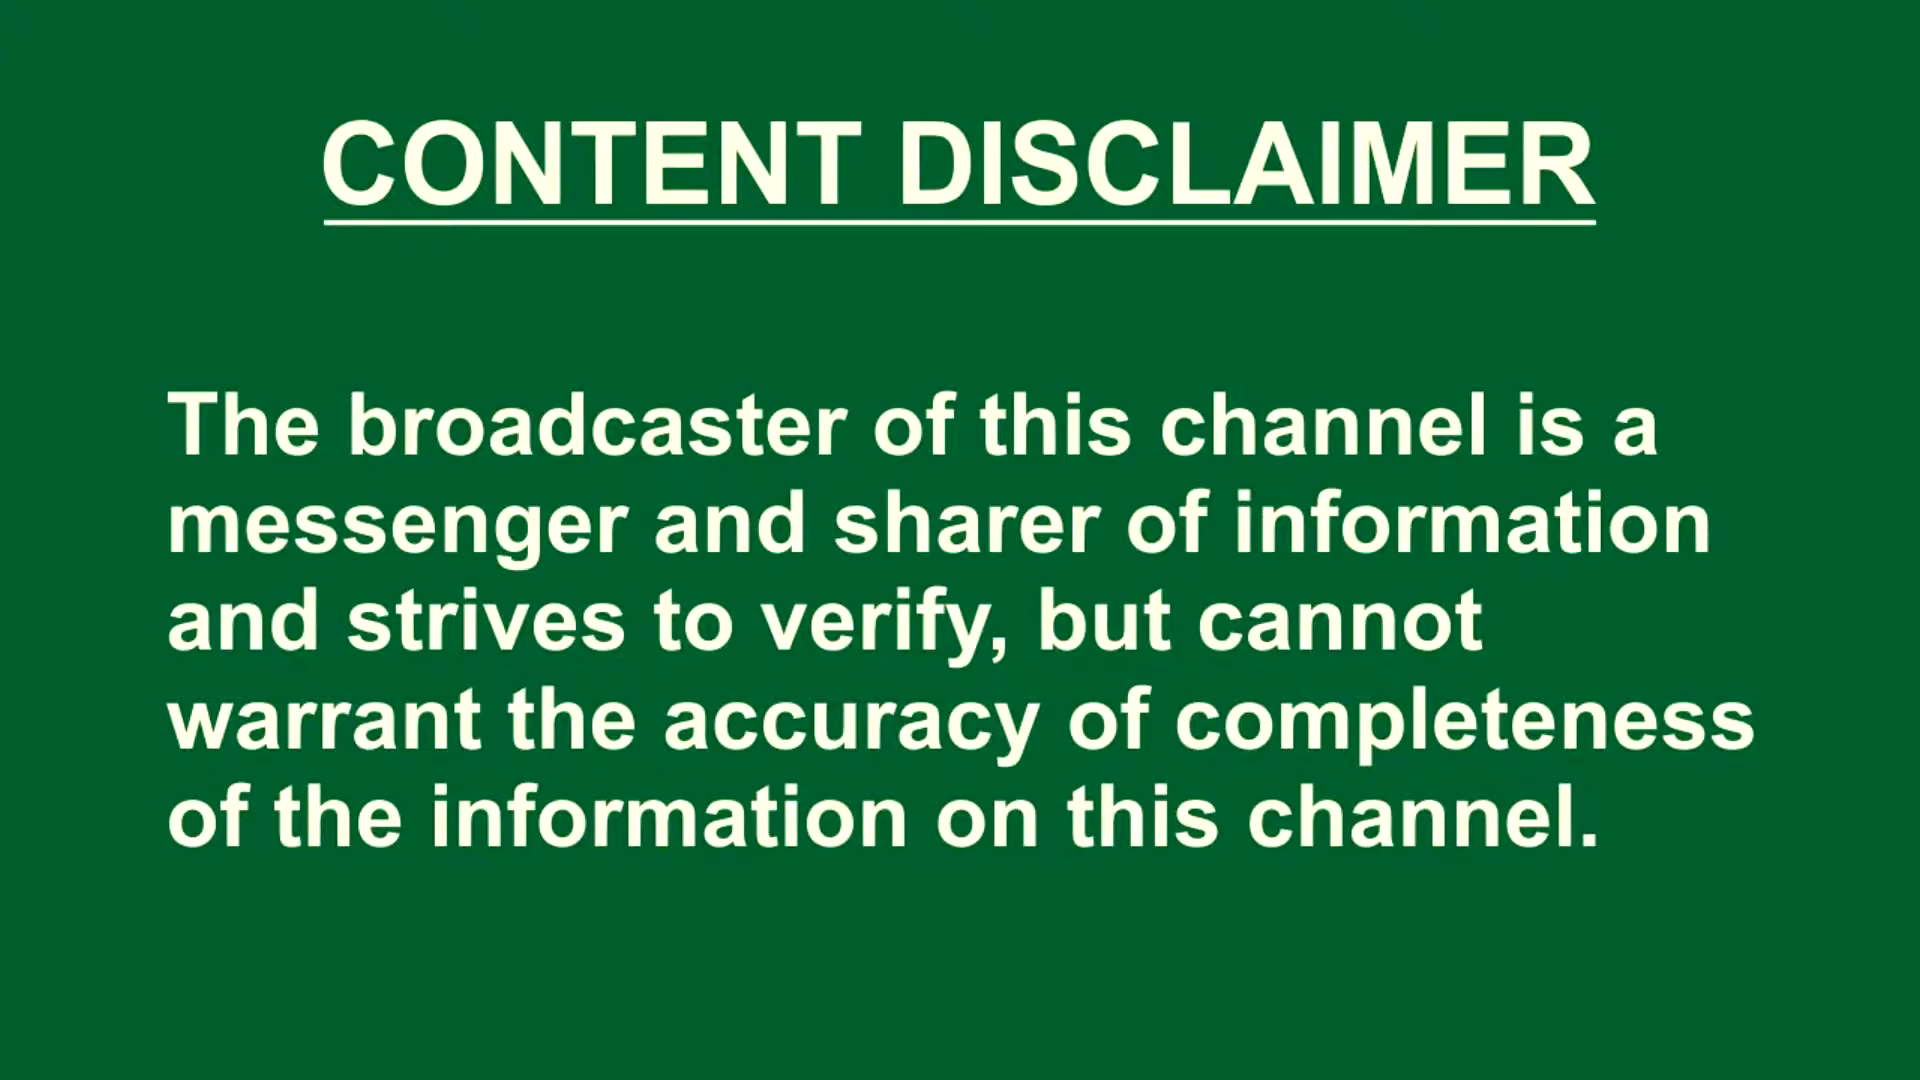 CONTENT DISCLAIMER
The broadcaster of this channel is a
messenger and sharer of information
and strives to verify, but cannot
warrant the accuracy of completeness
of the information on this channel.